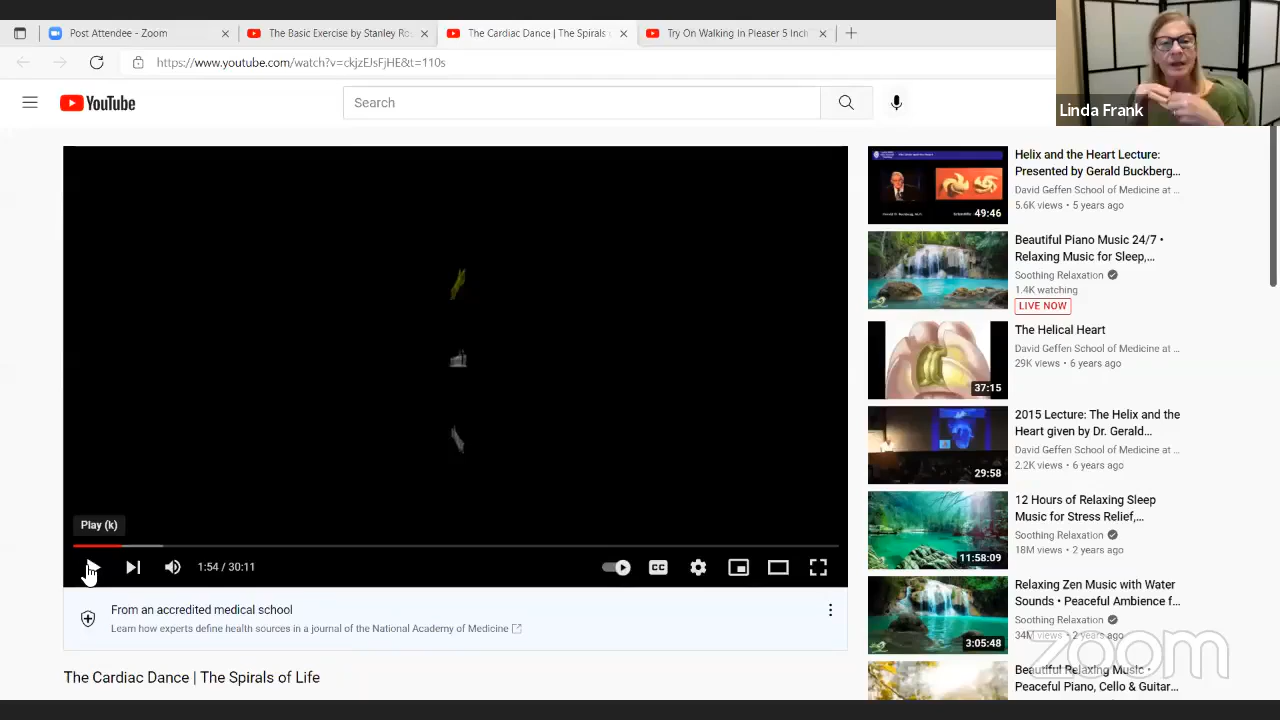 Post Attendee - Zoom
The Basic Exercise by Stanley Ro
The Cardiac Dance | The Spirals o
Try On Walking In Pleaser 5 Inch
https://www.youtube.com/watch?v=ckjzEJsFjHE&t=110s
YouTube
Search
Linda Frank
Play (k)
1:54 / 30:11
CC
From an accredited medical school
Learn how experts define health sources in a journal of the National Academy of Medicine
The Cardiac Dance | The Spirals of Life
49:46
Helix and the Heart Lecture:
Presented by Gerald Buckberg...
David Geffen School of Medicine at ...
5.6K views • 5 years ago
Beautiful Piano Music 24/7 •
Relaxing Music for Sleep,...
Soothing Relaxation
1.4K watching
LIVE NOW
37:15
The Helical Heart
David Geffen School of Medicine at ...
29K views • 6 years ago
29:58
2015 Lecture: The Helix and the
Heart given by Dr. Gerald...
David Geffen School of Medicine at ...
2.2K views • 6 years ago
11:58:09
12 Hours of Relaxing Sleep
Music for Stress Relief,...
Soothing Relaxation
18M views • 2 years ago
3:05:48
Relaxing Zen Music with Water
Sounds • Peaceful Ambience f...
Soothing Relaxation
34M views • 2 years ago
Beautiful Relaxing Music •
Peaceful Piano, Cello & Guitar...
zoom